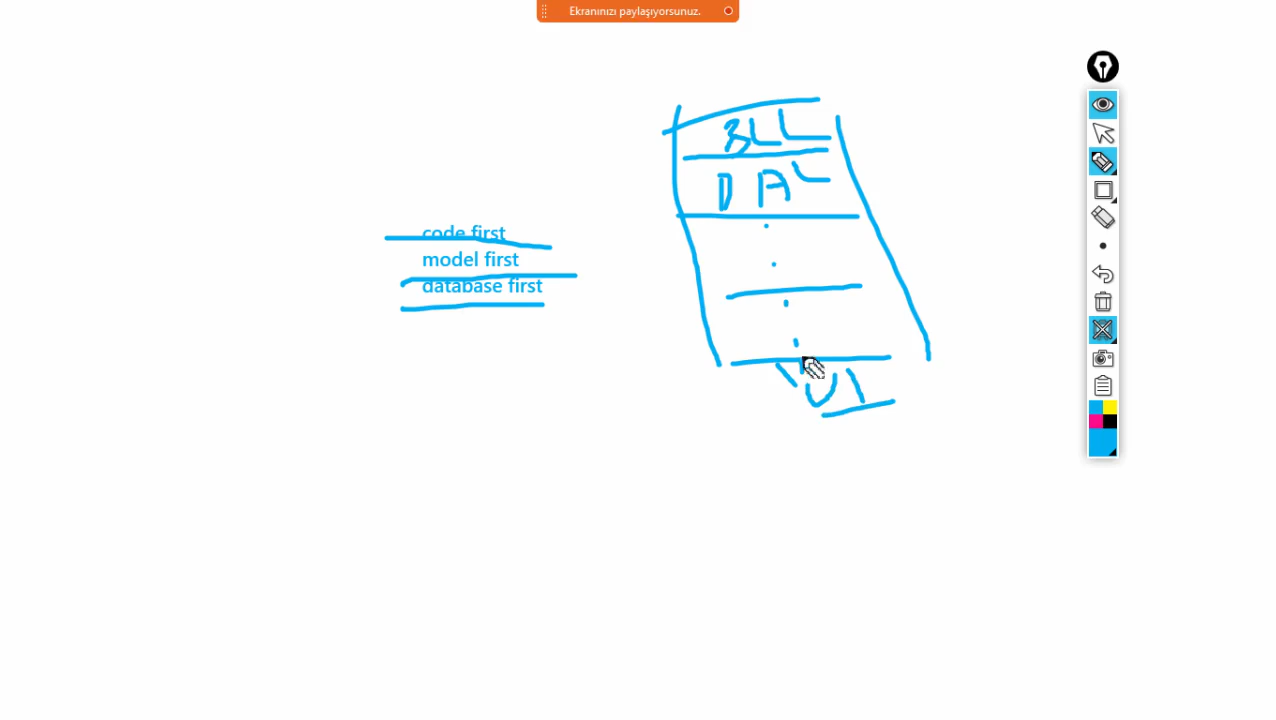 Ekranınızı paylaşıyorsunuz.
BLL
DAL
code first
model first
database first
UI